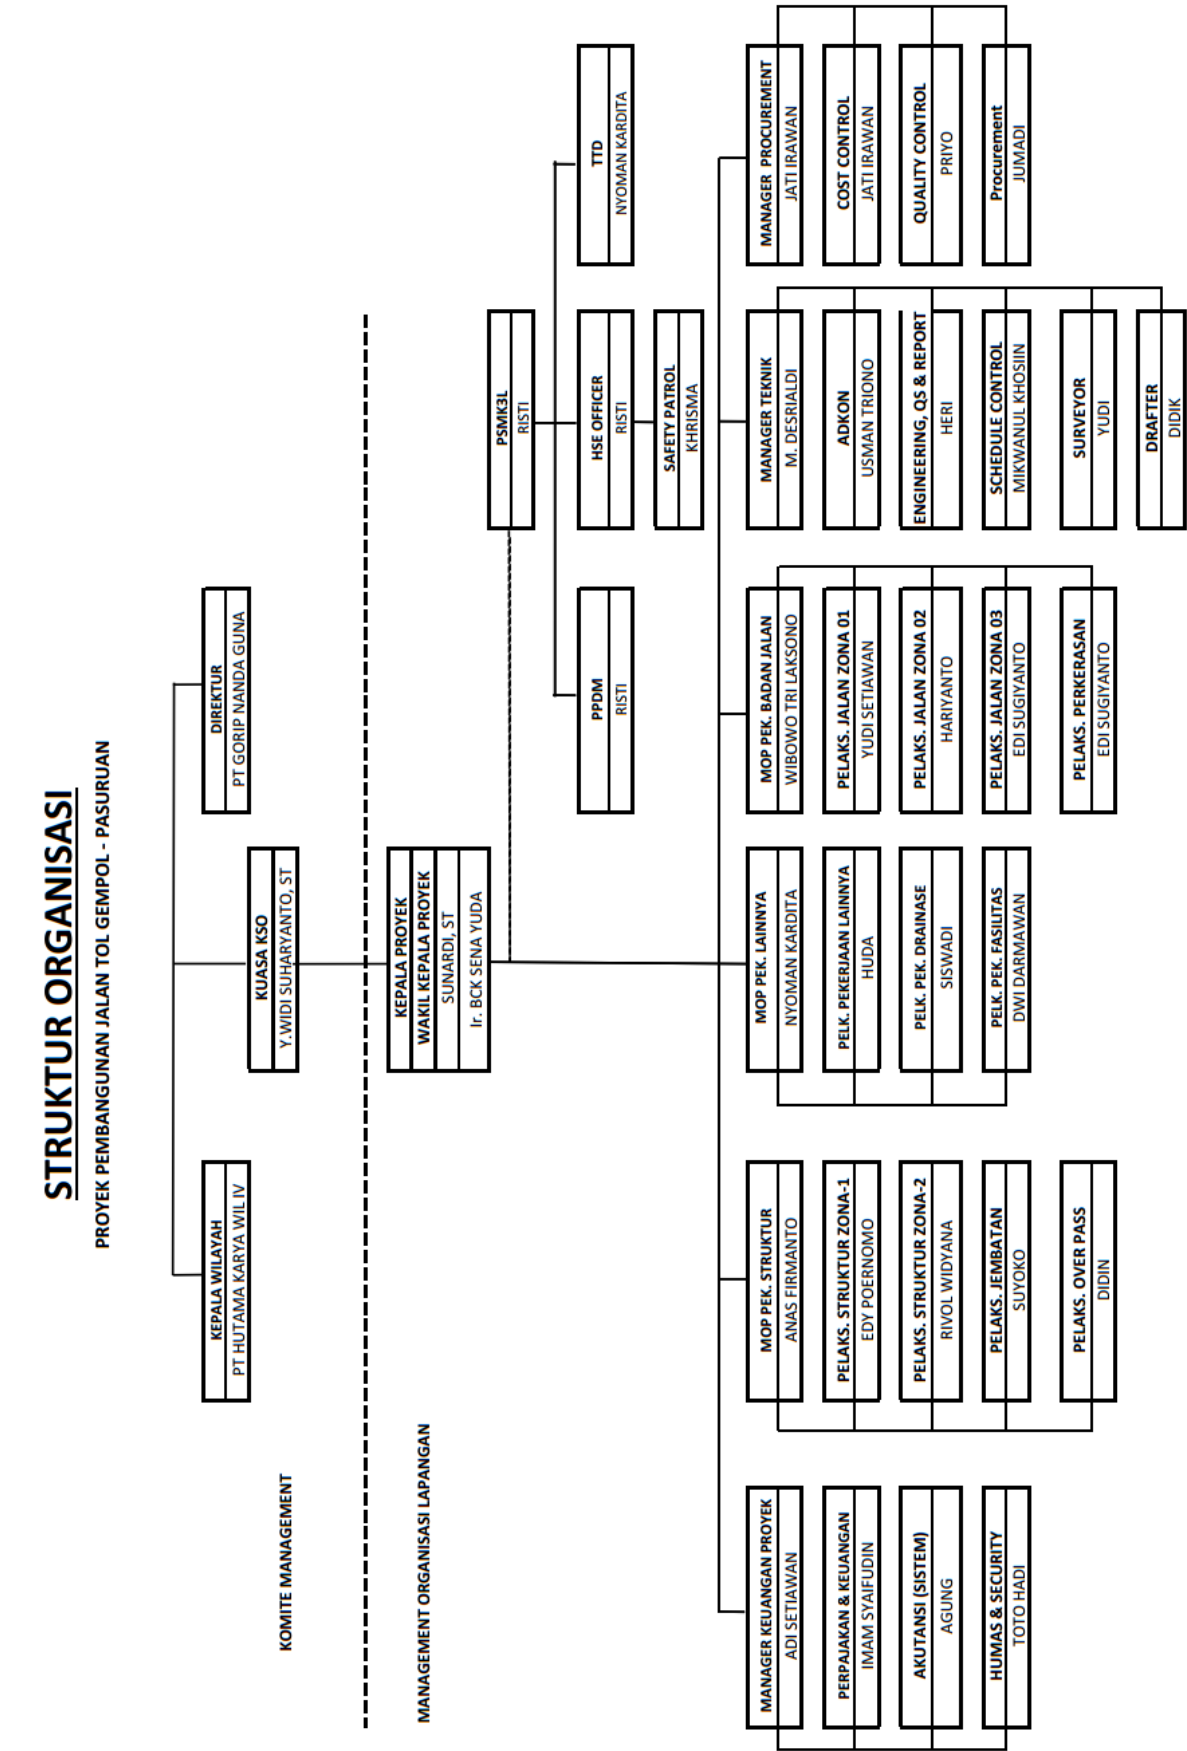 STRUKTUR ORGANISASI
PROYEK PEMBANGUNAN JALAN TOL GEMPOL - PASURUAN
KEPALA WILAYAH
PT HUTAMA KARYA WIL IV
DIREKTUR
PT GORIP NANDA GUNA
KUASA KSO
Y.WIDI SUHARYANTO, ST
KOMITE MANAGEMENT
MANAGEMENT ORGANISASI LAPANGAN
KEPALA PROYEK
WAKIL KEPALA PROYEK
SUNARDI, ST
Ir. BCK SENA YUDA
PSMK3L
RISTI
PPDM
RISTI
HSE OFFICER
RISTI
TTD
NYOMAN KARDITA
SAFETY PATROL
KHRISMA
MANAGER KEUANGAN PROYEK
ADI SETIAWAN
PERPAJAKAN & KEUANGAN
IMAM SYAIFUDIN
AKUTANSI (SISTEM)
AGUNG
HUMAS & SECURITY
TOTO HADI
MOP PEK. STRUKTUR
ANAS FIRMANTO
PELAKS. STRUKTUR ZONA-1
EDY POERNOMO
PELAKS. STRUKTUR ZONA-2
RIVOL WIDYANA
PELAKS. JEMBATAN
SUYOKO
PELAKS. OVER PASS
DIDIN
MOP PEK. LAINNYA
NYOMAN KARDITA
PELK. PEKERJAAN LAINNYA
HUDA
PELK. PEK. DRAINASE
SISWADI
PELK. PEK. FASILITAS
DWI DARMAWAN
MOP PEK. BADAN JALAN
WIBOWO TRI LAKSONO
PELAKS. JALAN ZONA 01
YUDI SETIAWAN
PELAKS. JALAN ZONA 02
HARIYANTO
PELAKS. JALAN ZONA 03
EDI SUGIYANTO
PELAKS. PERKERASAN
EDI SUGIYANTO
MANAGER TEKNIK
M. DESRIALDI
ADKON
USMAN TRIONO
ENGINEERING, QS & REPORT
HERI
SCHEDULE CONTROL
MIKWANUL KHOSIIN
SURVEYOR
YUDI
DRAFTER
DIDIK
MANAGER PROCUREMENT
JATI IRAWAN
COST CONTROL
JATI IRAWAN
QUALITY CONTROL
PRIYO
Procurement
JUMADI